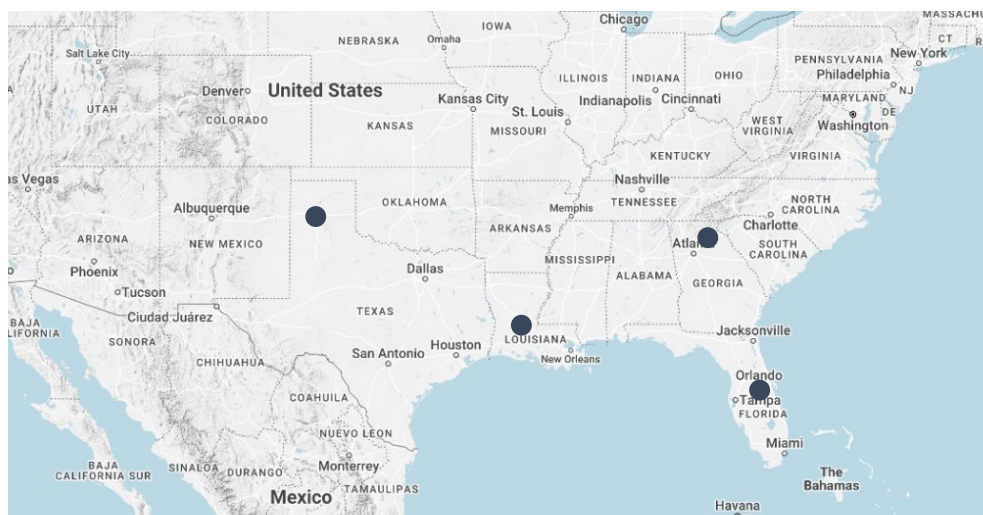 MASSACHU
Chicago
IOWA
NEBRASKA
Omaha
CT
R
New York
Salt Lake City
PENNSYLVANIA
Philadelphia
NJ
ILLINOIS
INDIANA
OHIO
Denver
United States
MARYLAND
DE
Kansas City
Indianapolis
Cincinnati
UTAH
COLORADO
St. Louis
WEST
VIRGINIA
Washington
KANSAS
MISSOURI
KENTUCKY
VIRGINIA
as Vegas
Nashville
TENNESSEE
NORTH
CAROLINA
Albuquerque
OKLAHOMA
Memphis
Charlotte
ARKANSAS
ARIZONA
NEW MEXICO
SOUTH
CAROLINA
Atlan
MISSISSIPPI
Phoenix
Dallas
ALABAMA
GEORGIA
Tucson
Ciudad Juárez
TEXAS
BAJA
LIFORNIA
SONORA
Jacksonville
LOUISIANA
San Antonio
Houston
New Orleans
CHIHUAHUA
Orlando
COAHUILA
Tampa
FLORIDA
NUEVO LEON
Miami
BAJA
CALIFORNIA SUR
SINALOA
DURANGO
Monterrey
The
Bahamas
TAMAULIPAS
Mexico
Havana